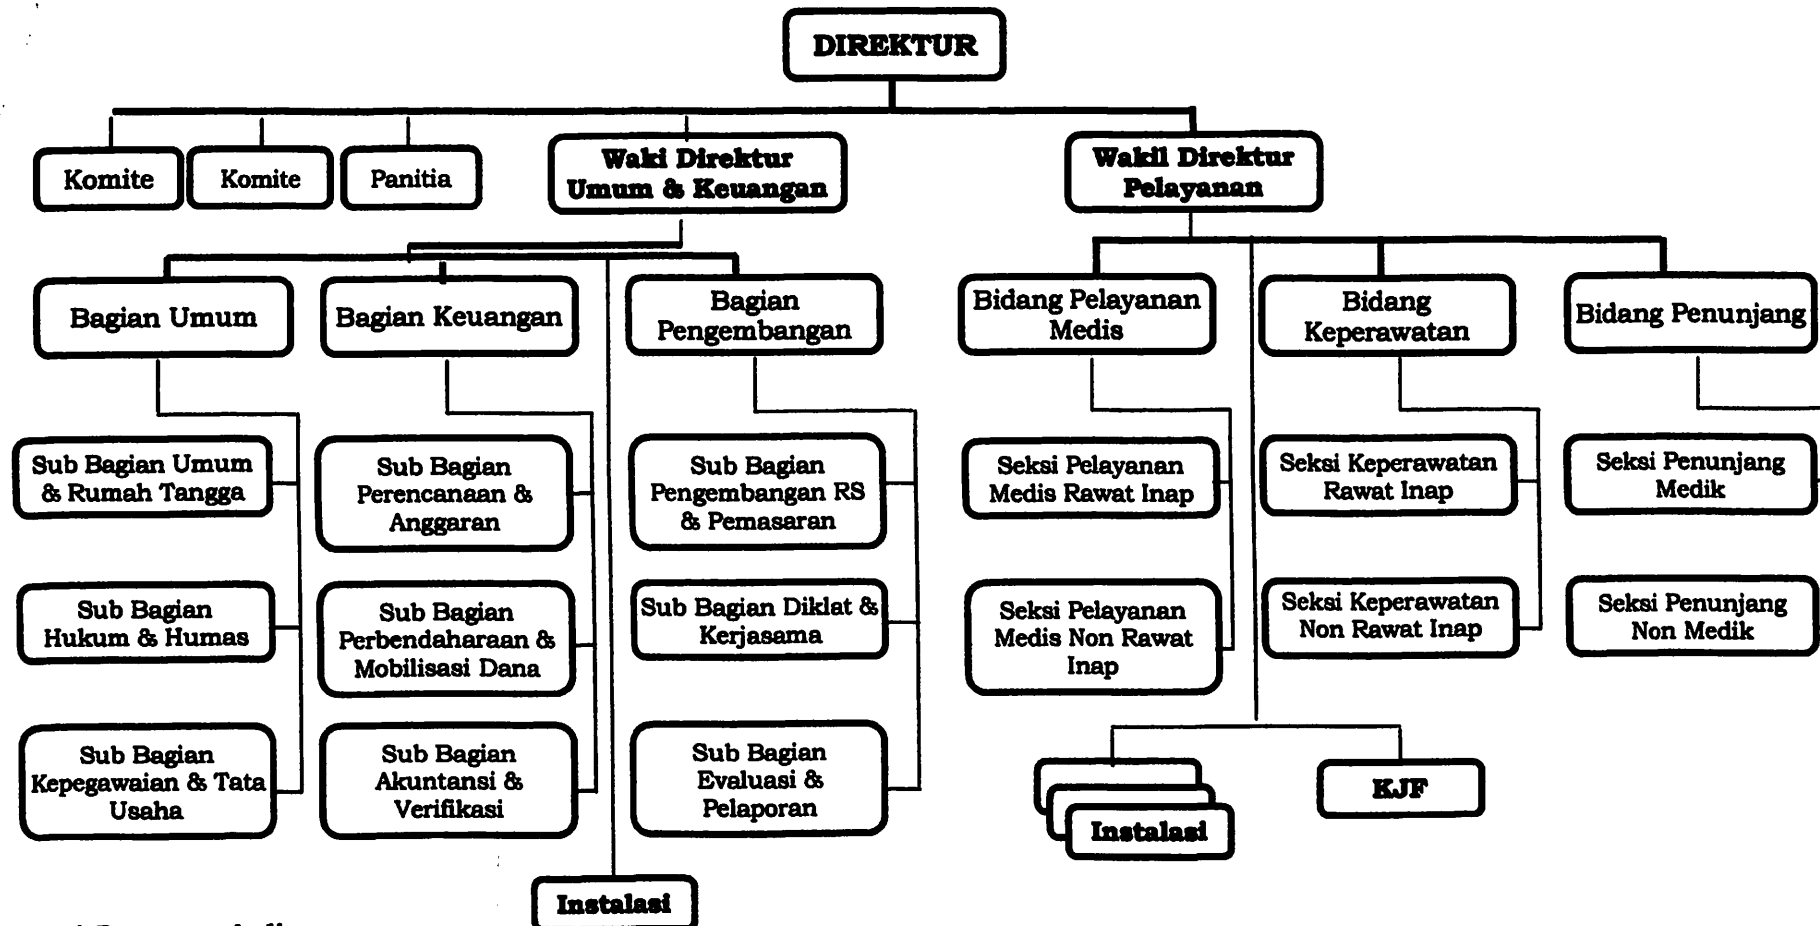 DIREKTUR
Komite
Komite
Panitia
Waki Direktur
Umum & Keuangan
Wakil Direktur
Pelayanan
Bagian Umum
Bagian Keuangan
Bagian
Pengembangan
Bidang Pelayanan
Medis
Bidang
Keperawatan
Bidang Penunjang
Sub Bagian Umum
& Rumah Tangga
Sub Bagian
Perencanaan &
Anggaran
Sub Bagian
Pengembangan RS
& Pemasaran
Seksi Pelayanan
Medis Rawat Inap
Seksi Keperawatan
Rawat Inap
Seksi Penunjang
Medik
Sub Bagian
Hukum & Humas
Sub Bagian
Perbendaharaan &
Mobilisasi Dana
Sub Bagian Diklat &
Kerjasama
Seksi Pelayanan
Medis Non Rawat
Inap
Seksi Keperawatan
Non Rawat Inap
Seksi Penunjang
Non Medik
Sub Bagian
Kepegawaian & Tata
Usaha
Sub Bagian
Akuntansi &
Verifikasi
Sub Bagian
Evaluasi &
Pelaporan
Instalasi
KJF
Instalasi